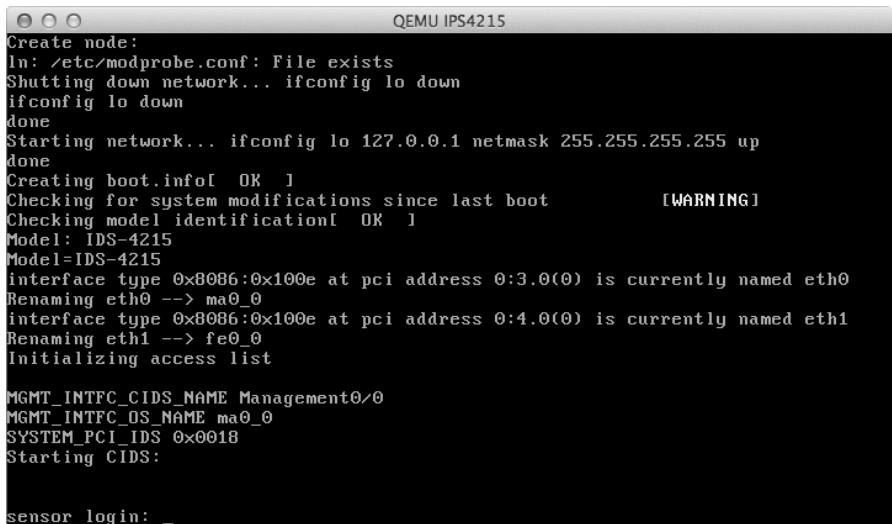 QEMU IPS4215
Create node:
ln: /etc/modprobe.conf: File exists
Shutting down network... ifconfig lo down
ifconfig lo down
done
Starting network... ifconfig lo 127.0.0.1 netmask 255.255.255.255 up
done
Creating boot.info[  OK  ]
Checking for system modifications since last boot            [WARNING]
Checking model identification[  OK  ]
Model: IDS-4215
Model=IDS-4215
interface type 0x8086:0x100e at pci address 0:3.0(0) is currently named eth0
Renaming eth0 --> ma0_0
interface type 0x8086:0x100e at pci address 0:4.0(0) is currently named eth1
Renaming eth1 --> fe0_0
Initializing access list
MGMT_INTFC_CIDS_NAME Management0/0
MGMT_INTFC_OS_NAME ma0_0
SYSTEM_PCI_IDS 0x0018
Starting CIDS:
sensor login: _